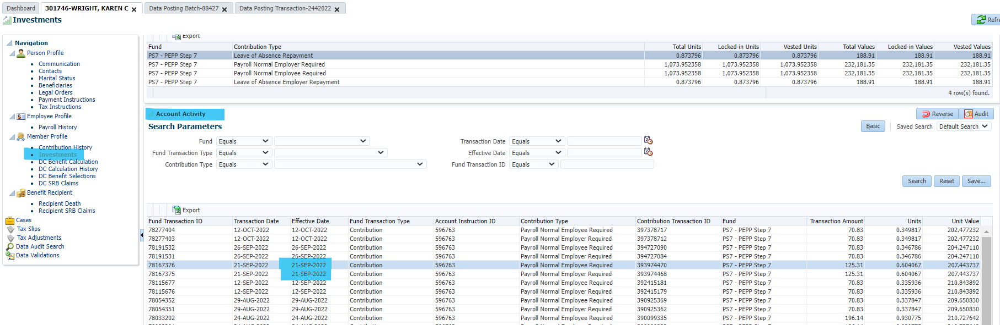 Dashboard 301746-WRIGHT, KAREN C Data Posting Batch-88427 Data Posting Transaction-2442022
Investments
Navigation
Person Profile
Communication
Contacts
Marital Status
Beneficiaries
Legal Orders
Payment Instructions
Tax Instructions
Employee Profile
Payroll History
Member Profile
Contribution History
Investments
DC Benefit Calculation
DC Calculation History
DC Benefit Selections
DC SRB Claims
Benefit Recipient
Recipient Death
Recipient SRB Claims
Cases
Tax Slips
Tax Adjustments
Data Audit Search
Data Validations
Refre
Export
Fund Contribution Type Total Units Locked-in Units Vested Units Total Values Locked-in Values Vested Values
PS7 - PEPP Step 7 Leave of Absence Repayment 0.873796 0.873796 0.873796 188.91 188.91 188.91
PS7 - PEPP Step 7 Payroll Normal Employer Required 1,073.952358 1,073.952358 1,073.952358 232,181.35 232,181.35 232,181.35
PS7 - PEPP Step 7 Payroll Normal Employee Required 1,073.952358 1,073.952358 1,073.952358 232,181.35 232,181.35 232,181.35
PS7 - PEPP Step 7 Leave of Absence Employer Repayment 0.873796 0.873796 0.873796 188.91 188.91 188.91
4 row(s) found.
Account Activity Reverse Audit
Search Parameters Basic Saved Search Default Search
Fund Equals Transaction Date Equals
Fund Transaction Type Equals Effective Date Equals
Contribution Type Equals Fund Transaction ID Equals
Search Reset Save...
Export
Fund Transaction ID Transaction Date Effective Date Fund Transaction Type Account Instruction ID Contribution Type Contribution Transaction ID Fund Transaction Amount Units Unit Value
78277404 12-OCT-2022 12-OCT-2022 Contribution 596763 Payroll Normal Employee Required 397378717 PS7 - PEPP Step 7 70.83 0.349817 202.477232
78277403 12-OCT-2022 12-OCT-2022 Contribution 596763 Payroll Normal Employer Required 397378712 PS7 - PEPP Step 7 70.83 0.349817 202.477232
78191532 26-SEP-2022 26-SEP-2022 Contribution 596763 Payroll Normal Employee Required 394727090 PS7 - PEPP Step 7 70.83 0.346786 204.247110
78191531 26-SEP-2022 26-SEP-2022 Contribution 596763 Payroll Normal Employer Required 394727084 PS7 - PEPP Step 7 70.83 0.346786 204.247110
78167376 21-SEP-2022 21-SEP-2022 Contribution 596763 Payroll Normal Employee Required 393974470 PS7 - PEPP Step 7 125.31 0.604067 207.443737
78167375 21-SEP-2022 21-SEP-2022 Contribution 596763 Payroll Normal Employer Required 393974468 PS7 - PEPP Step 7 125.31 0.604067 207.443737
78115677 12-SEP-2022 12-SEP-2022 Contribution 596763 Payroll Normal Employee Required 392415181 PS7 - PEPP Step 7 70.83 0.335936 210.843892
78115676 12-SEP-2022 12-SEP-2022 Contribution 596763 Payroll Normal Employer Required 392415179 PS7 - PEPP Step 7 70.83 0.335936 210.843892
78054352 29-AUG-2022 29-AUG-2022 Contribution 596763 Payroll Normal Employee Required 390925369 PS7 - PEPP Step 7 70.83 0.337847 209.650830
78054351 29-AUG-2022 29-AUG-2022 Contribution 596763 Payroll Normal Employer Required 390925362 PS7 - PEPP Step 7 70.83 0.337847 209.650830
78033202 24-AUG-2022 24-AUG-2022 Contribution 596763 Payroll Normal Employee Required 390099335 PS7 - PEPP Step 7 196.14 0.930775 210.727642